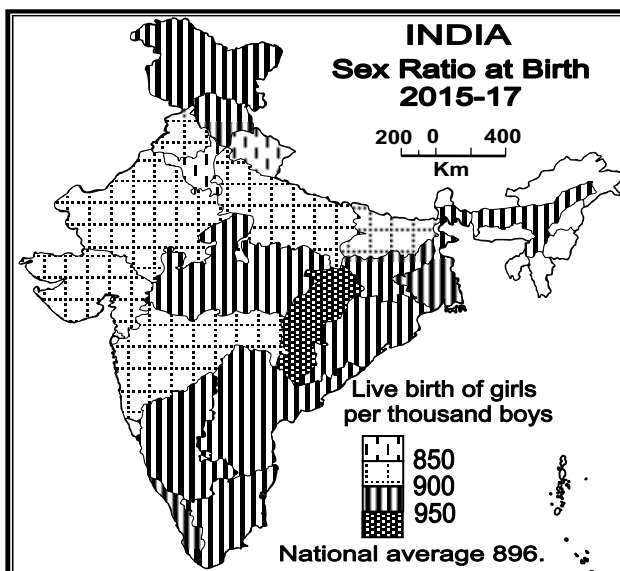 INDIA
Sex Ratio at Birth
2015-17
200 0 400
Km
Live birth of girls
per thousand boys
850
900
950
National average 896.